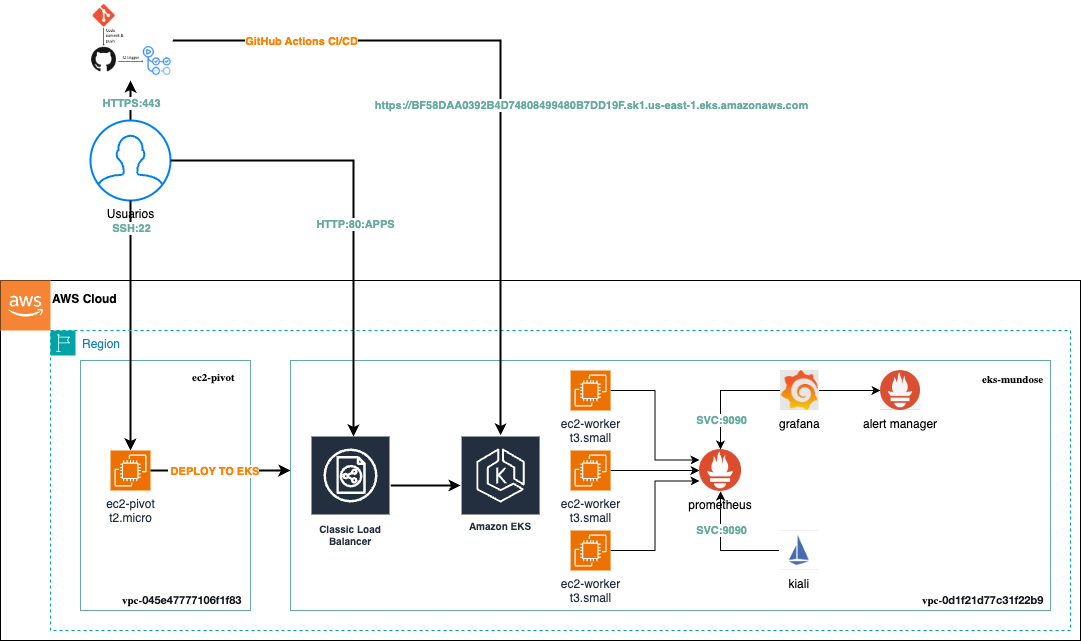 Code
commit &
push
CI trigger
GitHub Actions CI/CD
HTTPS:443
https://BF58DAA0392B4D74808499480B7DD19F.sk1.us-east-1.eks.amazonaws.com
Usuarios
SSH:22
HTTP:80:APPS
aws
AWS Cloud
Region
ec2-pivot
eks-mundose
ec2-worker
t3.small
grafana
alert manager
SVC:9090
DEPLOY TO EKS
ec2-pivot
t2.micro
Classic Load
Balancer
K
Amazon EKS
ec2-worker
t3.small
prometheus
SVC:9090
ec2-worker
t3.small
kiali
vpc-045e47777106f1f83
vpc-0d1f21d77c31f22b9